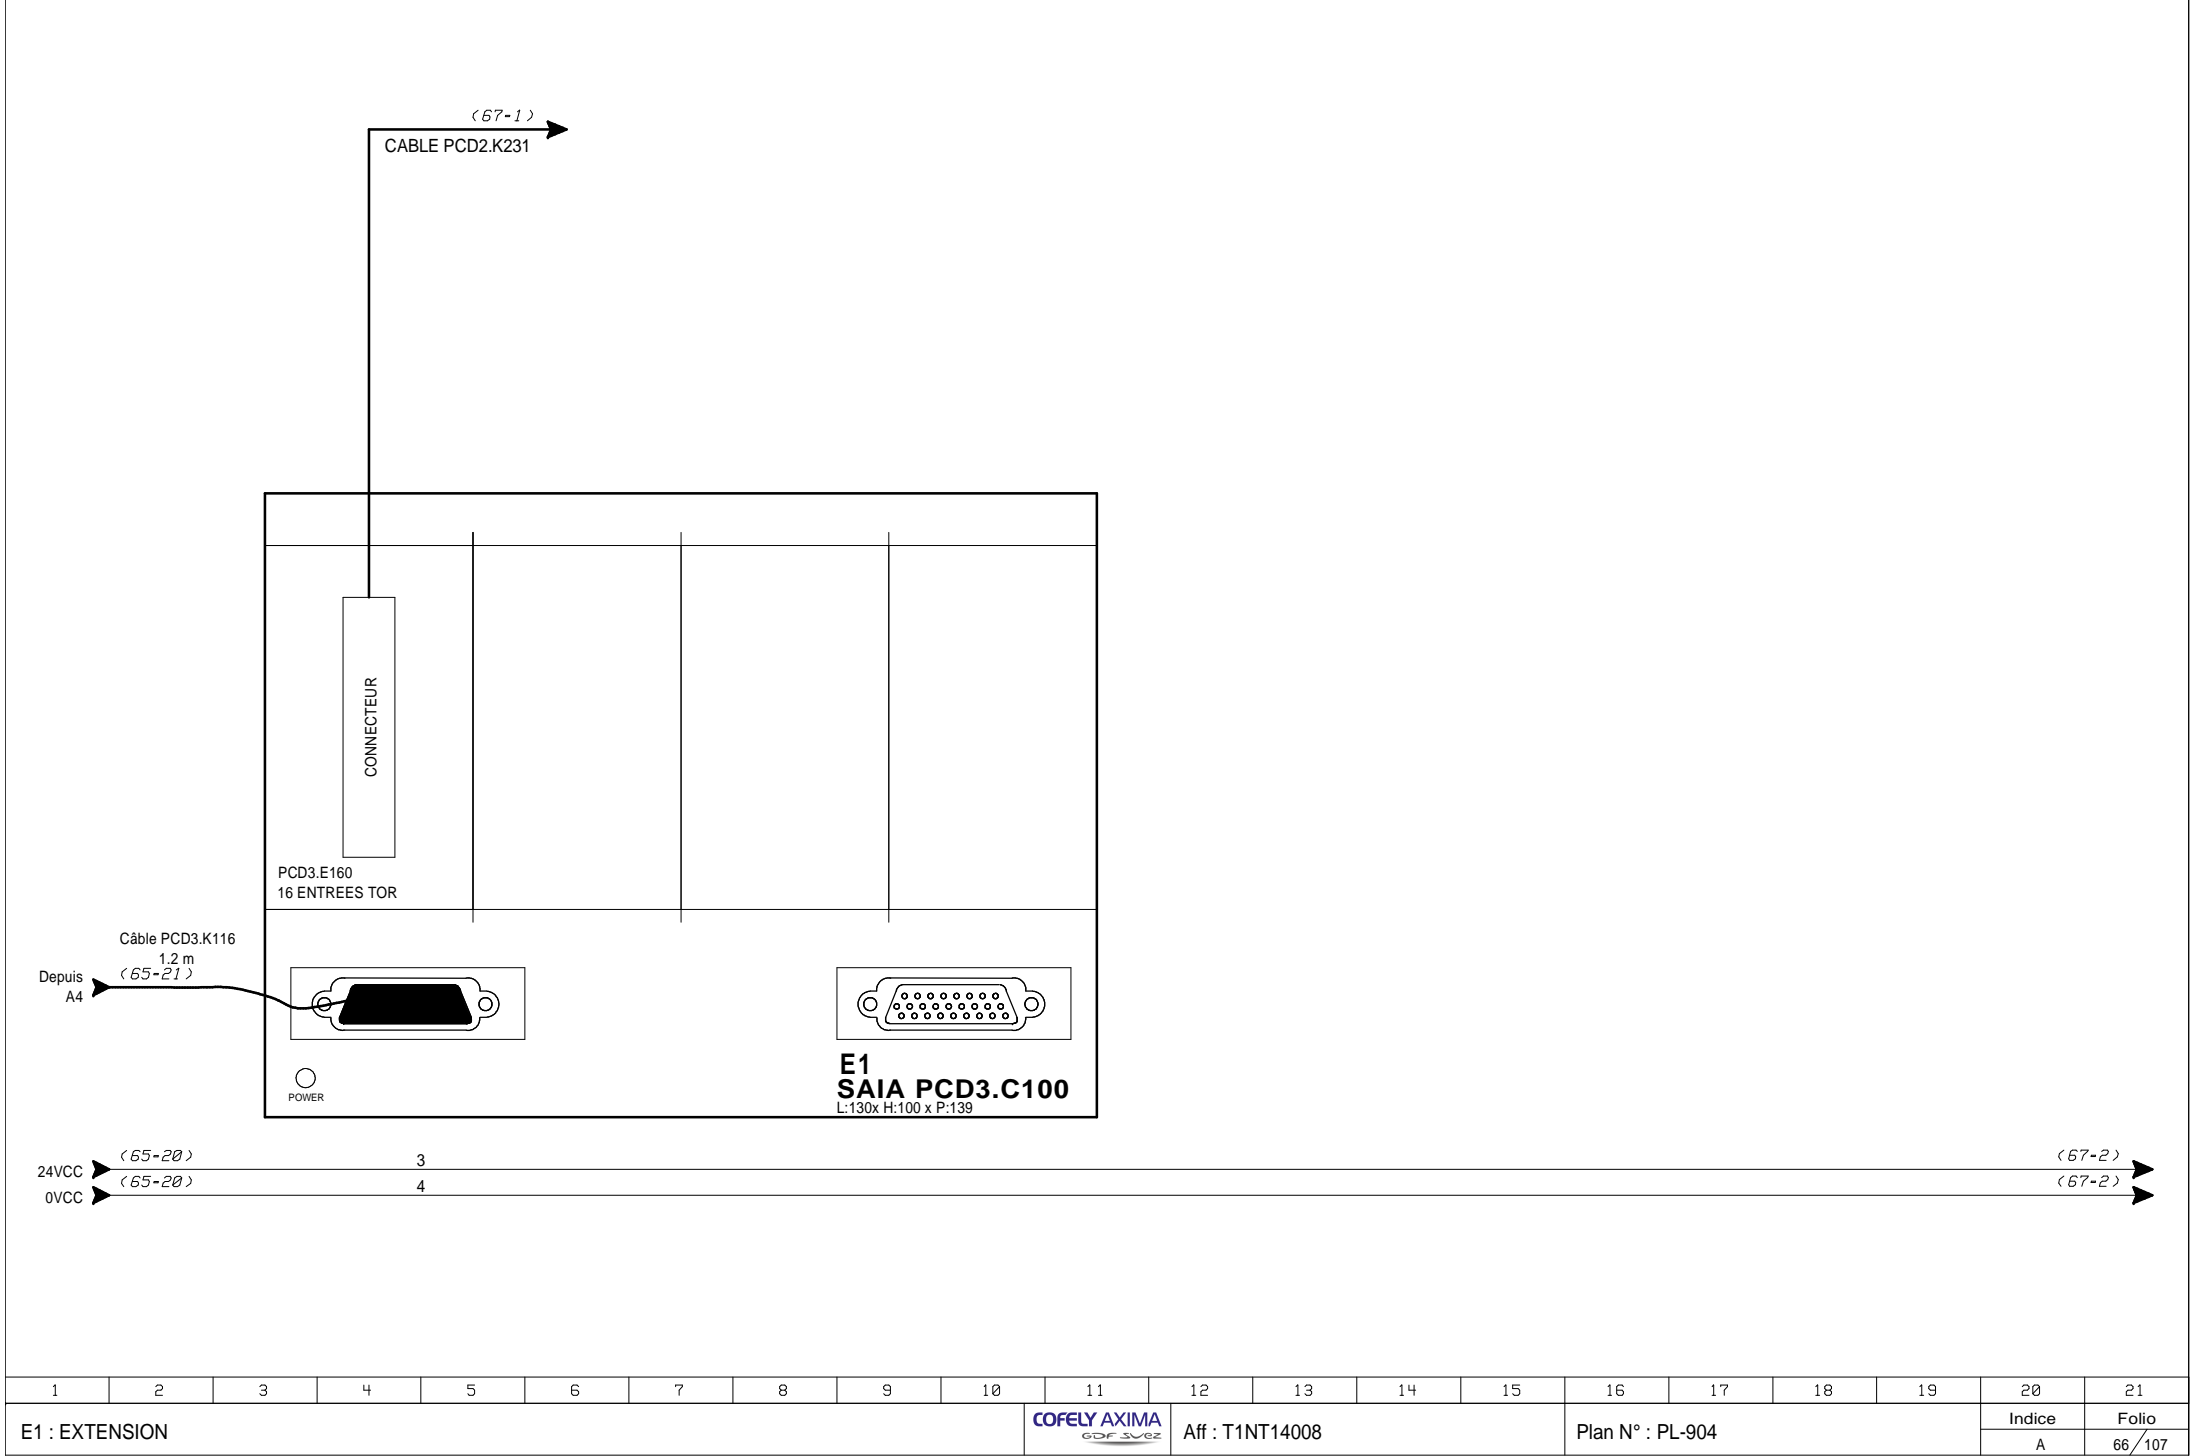 (67-1)
CABLE PCD2.K231
CONNECTEUR
PCD3.E160
16 ENTREES TOR
Câble PCD3.K116
1.2 m
(65-21)
Depuis
A4
E1
SAIA PCD3.C100
L:130x H:100 x P:139
POWER
24VCC (65-20) 3 (67-2)
0VCC (65-20) 4 (67-2)
1 2 3 4 5 6 7 8 9 10 11 12 13 14 15 16 17 18 19 20 21
E1 : EXTENSION
COFELY AXIMA
GDF SUEZ
Aff : T1NT14008
Plan N° : PL-904
Indice
A
Folio
66/107